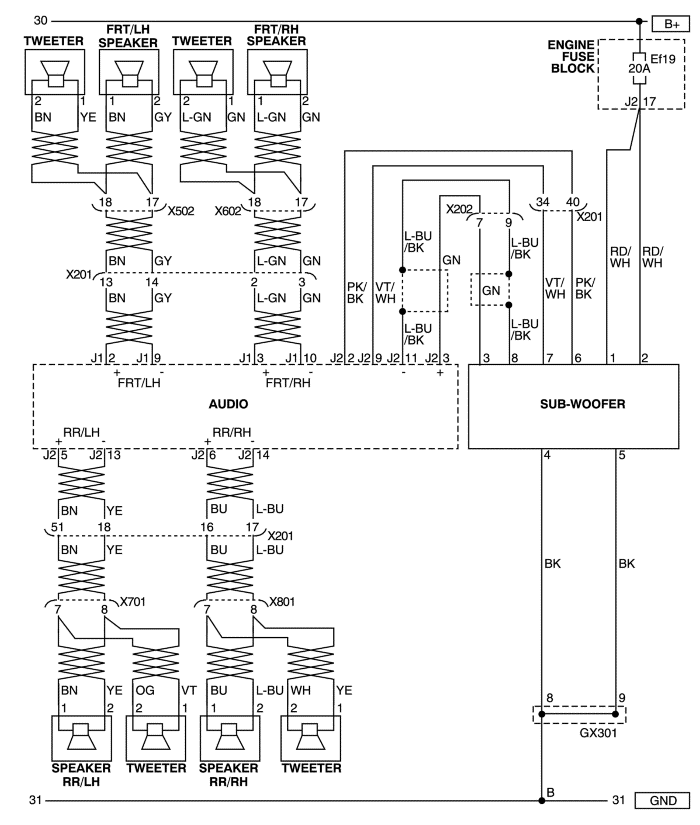 30
B+
TWEETER
FRT/LH
SPEAKER
TWEETER
FRT/RH
SPEAKER
ENGINE
FUSE
BLOCK
Ef19
20A
J2 17
2 1 1 2 2 1 1 2
BN YE BN GY L-GN GN L-GN GN
18 17 X502 X602 18 17
X202
7 9
34 40
X201
BN GY L-GN GN
L-BU
/BK
GN
L-BU
/BK
RD/
WH
RD/
WH
X201
13 14 2 3
BN GY L-GN GN
PK/
BK
VT/
WH
GN
VT/
WH
PK/
BK
L-BU
/BK
L-BU
/BK
J1 2 J1 9 J1 3 J1 10 J2 2 J2 9 J2 11 J2 3 3 8 7 6 1 2
+ - + - - +
FRT/LH FRT/RH
AUDIO
SUB-WOOFER
RR/LH RR/RH
+ - + -
J2 5 J2 13 J2 6 J2 14
4 5
BN YE BU L-BU
51 18 16 17 X201
BN YE BU L-BU
BK BK
X701 X801
7 8 7 8
BN YE OG VT BU L-BU WH YE
1 2 2 1 1 2 2 1
8 9
GX301
SPEAKER
RR/LH
TWEETER
SPEAKER
RR/RH
TWEETER
B
31
31
GND